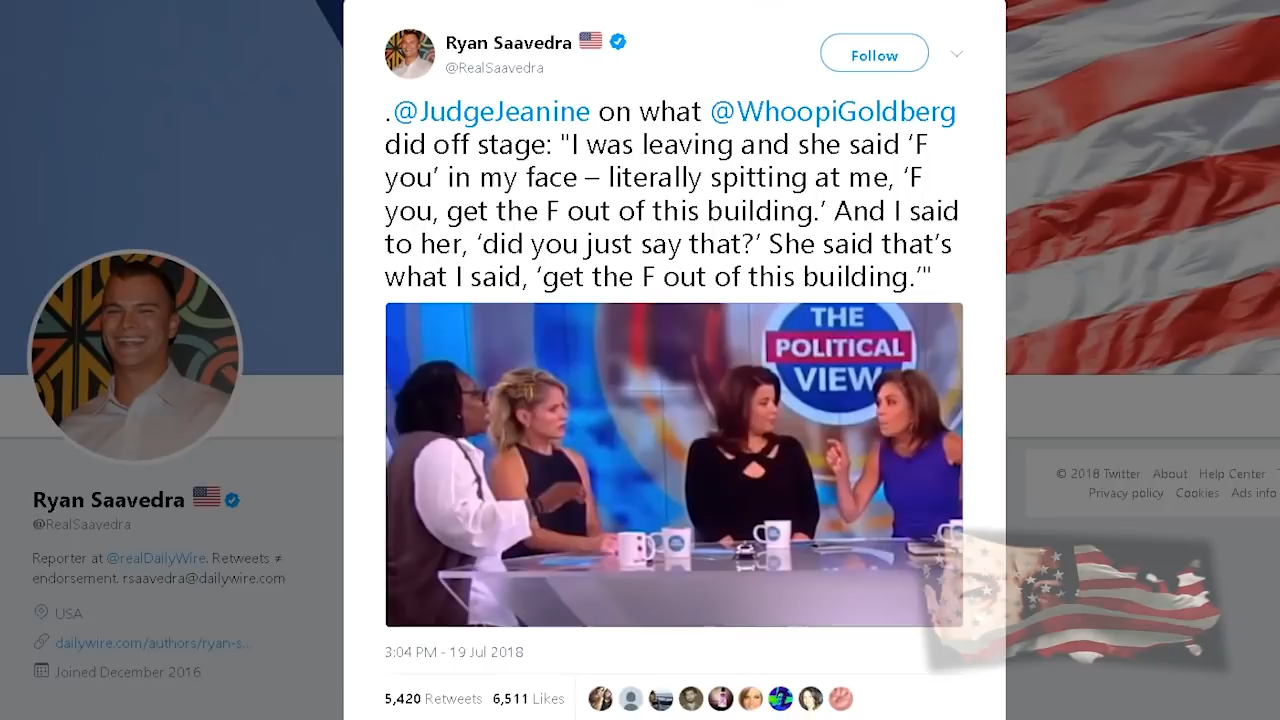 Ryan Saavedra
@RealSaavedra
Follow
.@JudgeJeanine on what @WhoopiGoldberg
did off stage: "I was leaving and she said ‘F
you’ in my face – literally spitting at me, ‘F
you, get the F out of this building.’ And I said
to her, ‘did you just say that?’ She said that’s
what I said, ‘get the F out of this building.’"
THE
POLITICAL
VIEW
3:04 PM - 19 Jul 2018
5,420 Retweets 6,511 Likes
Ryan Saavedra
@RealSaavedra
Reporter at @realDailyWire. Retweets ≠
endorsement. rsaavedra@dailywire.com
USA
dailywire.com/authors/ryan-s...
Joined December 2016
© 2018 Twitter About Help Center
Privacy policy Cookies Ads info